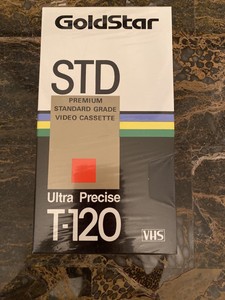 GoldStar
STD
PREMIUM
STANDARD GRADE
VIDEO CASSETTE
Ultra Precise
T-120
VHS